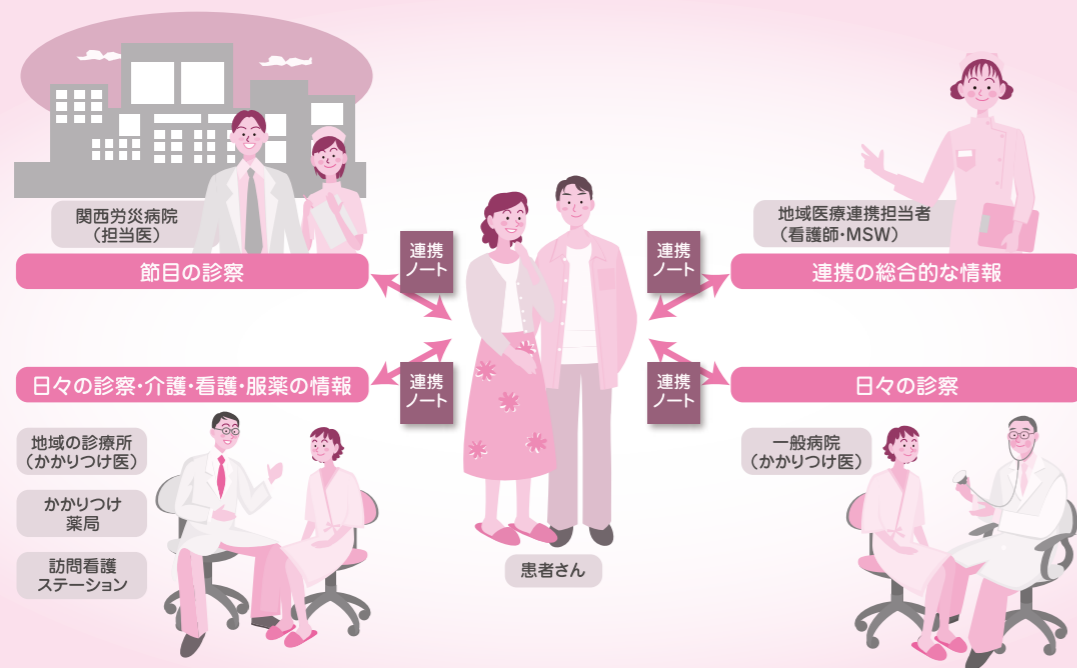 関西労災病院
（担当医）
節目の診察
連携
ノート
連携
ノート
地域医療連携担当者
（看護師・MSW）
連携の総合的な情報
日々の診察・介護・看護・服薬の情報
連携
ノート
連携
ノート
日々の診察
地域の診療所
（かかりつけ医）
かかりつけ
薬局
訪問看護
ステーション
一般病院
（かかりつけ医）
患者さん